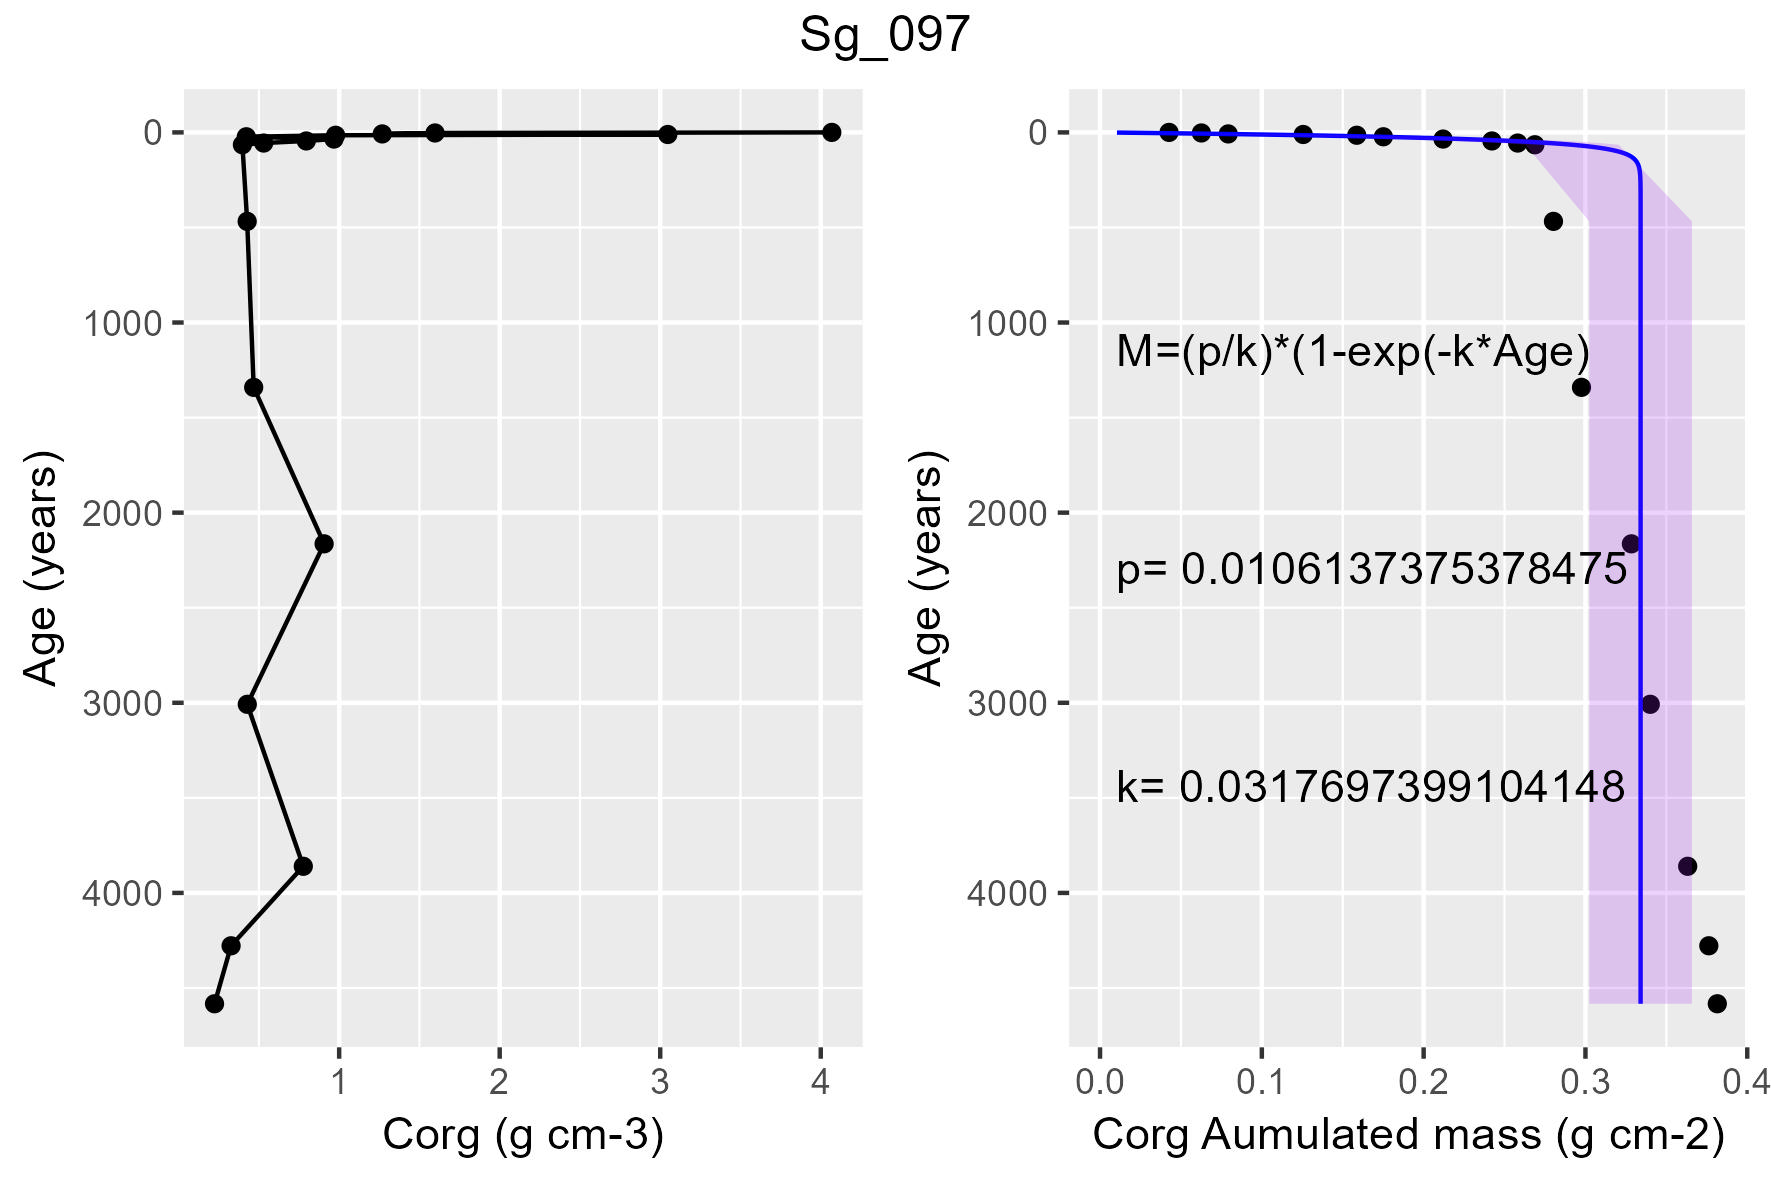 Sg_097
0
1000
2000
3000
4000
Age (years)
1
2
3
4
Corg (g cm-3)
0
1000
2000
3000
4000
Age (years)
M=(p/k)*(1-exp(-k*Age)
p= 0.0106137375378475
k= 0.0317697399104148
0.0
0.1
0.2
0.3
0.4
Corg Aumulated mass (g cm-2)